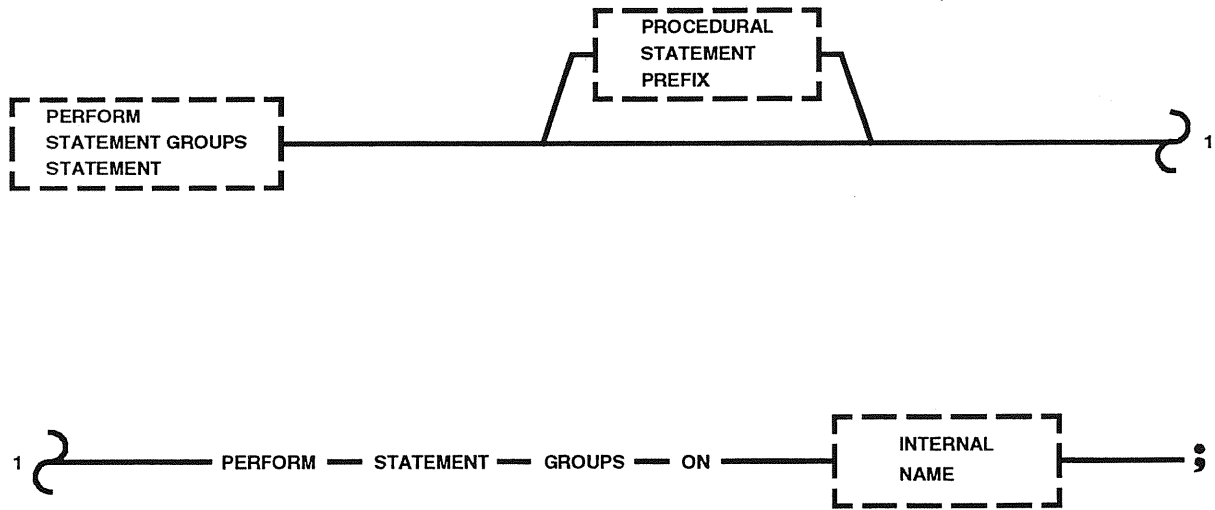 PROCEDURAL
STATEMENT
PREFIX
PERFORM
STATEMENT GROUPS
STATEMENT
1
1 PERFORM STATEMENT GROUPS ON INTERNAL NAME ;